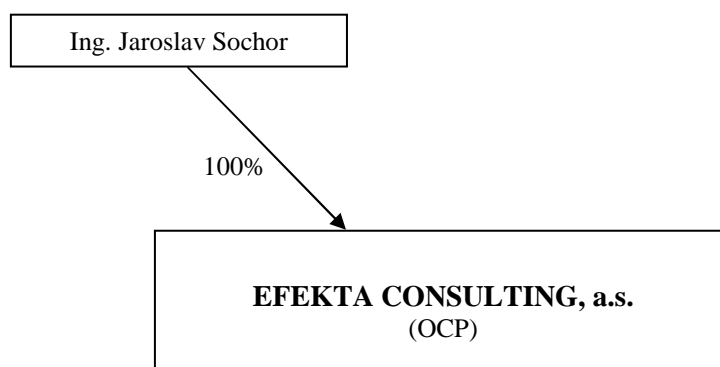 Ing. Jaroslav Sochor
100%
EFEKTA CONSULTING, a.s.
(OCP)